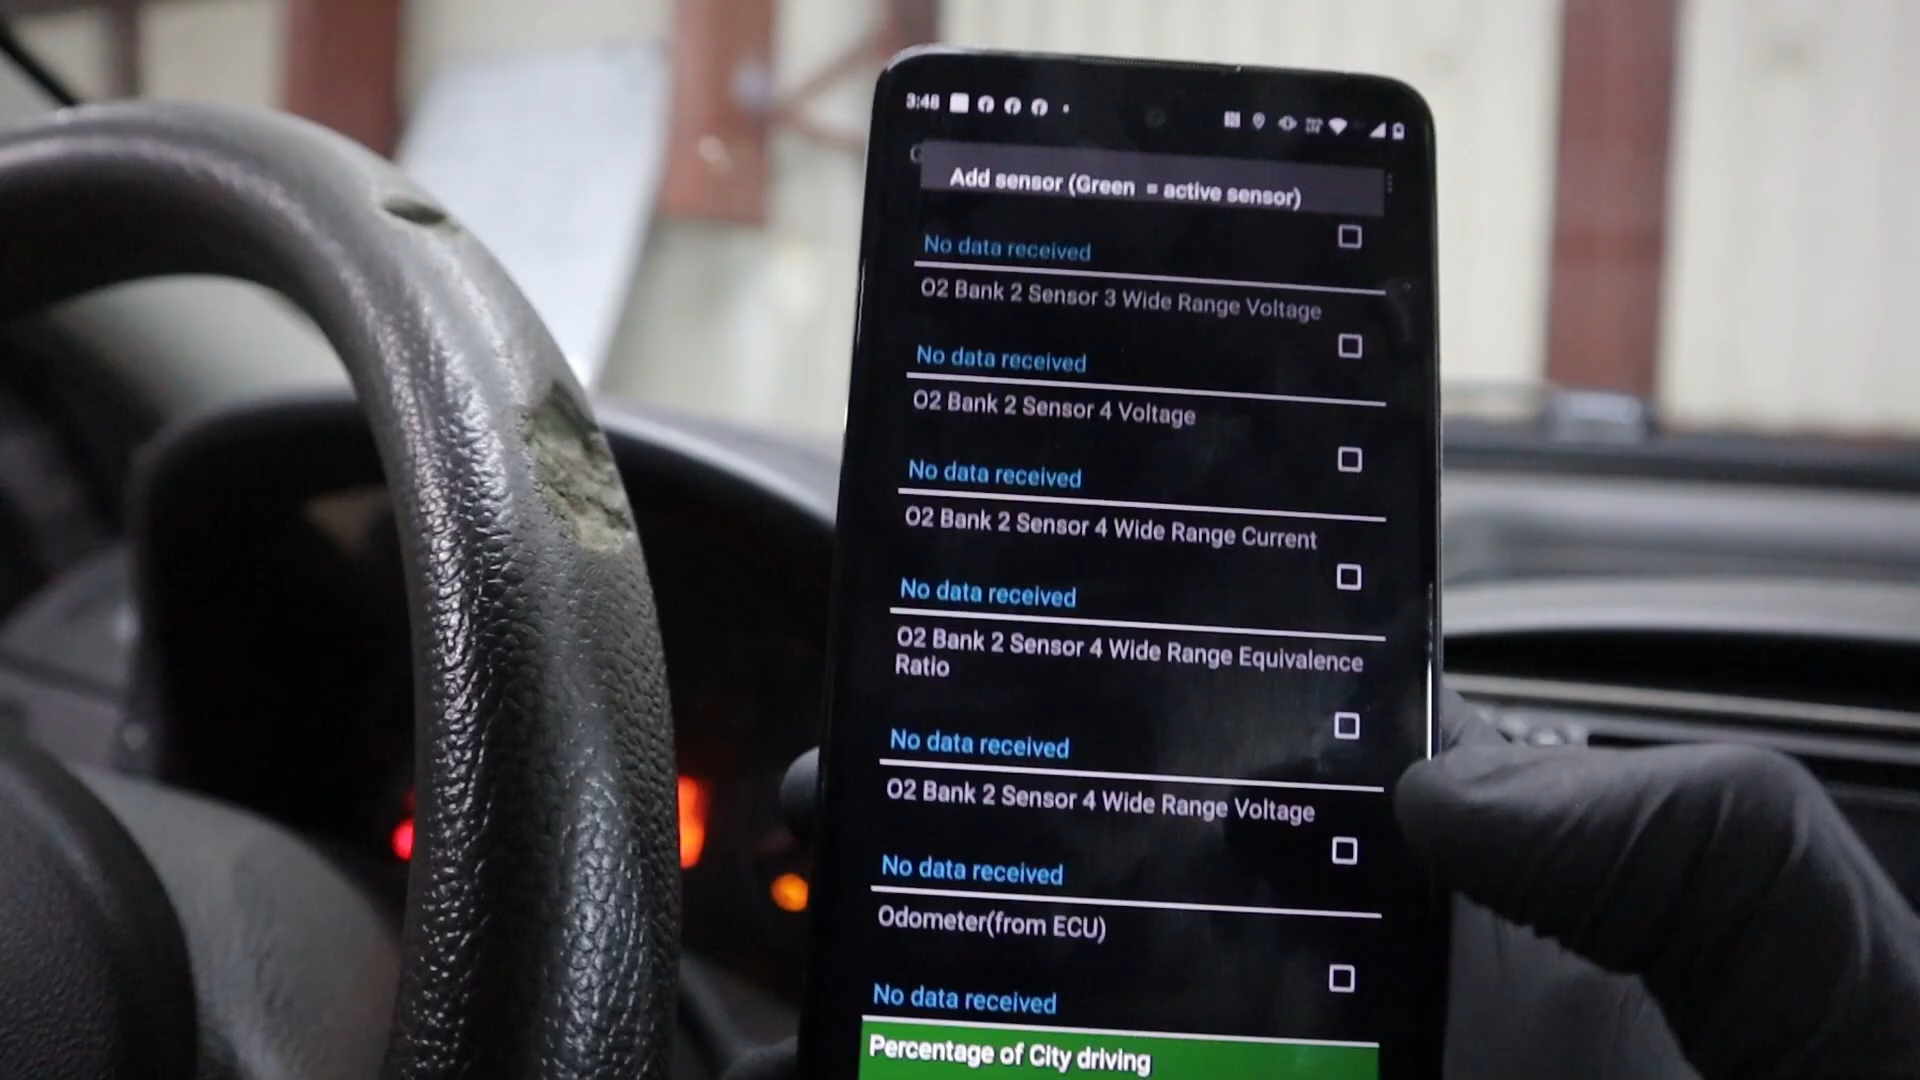 3:48
Add sensor (Green = active sensor)
No data received
O2 Bank 2 Sensor 3 Wide Range Voltage
No data received
O2 Bank 2 Sensor 4 Voltage
No data received
O2 Bank 2 Sensor 4 Wide Range Current
No data received
O2 Bank 2 Sensor 4 Wide Range Equivalence
Ratio
No data received
O2 Bank 2 Sensor 4 Wide Range Voltage
No data received
Odometer(from ECU)
No data received
Percentage of City driving